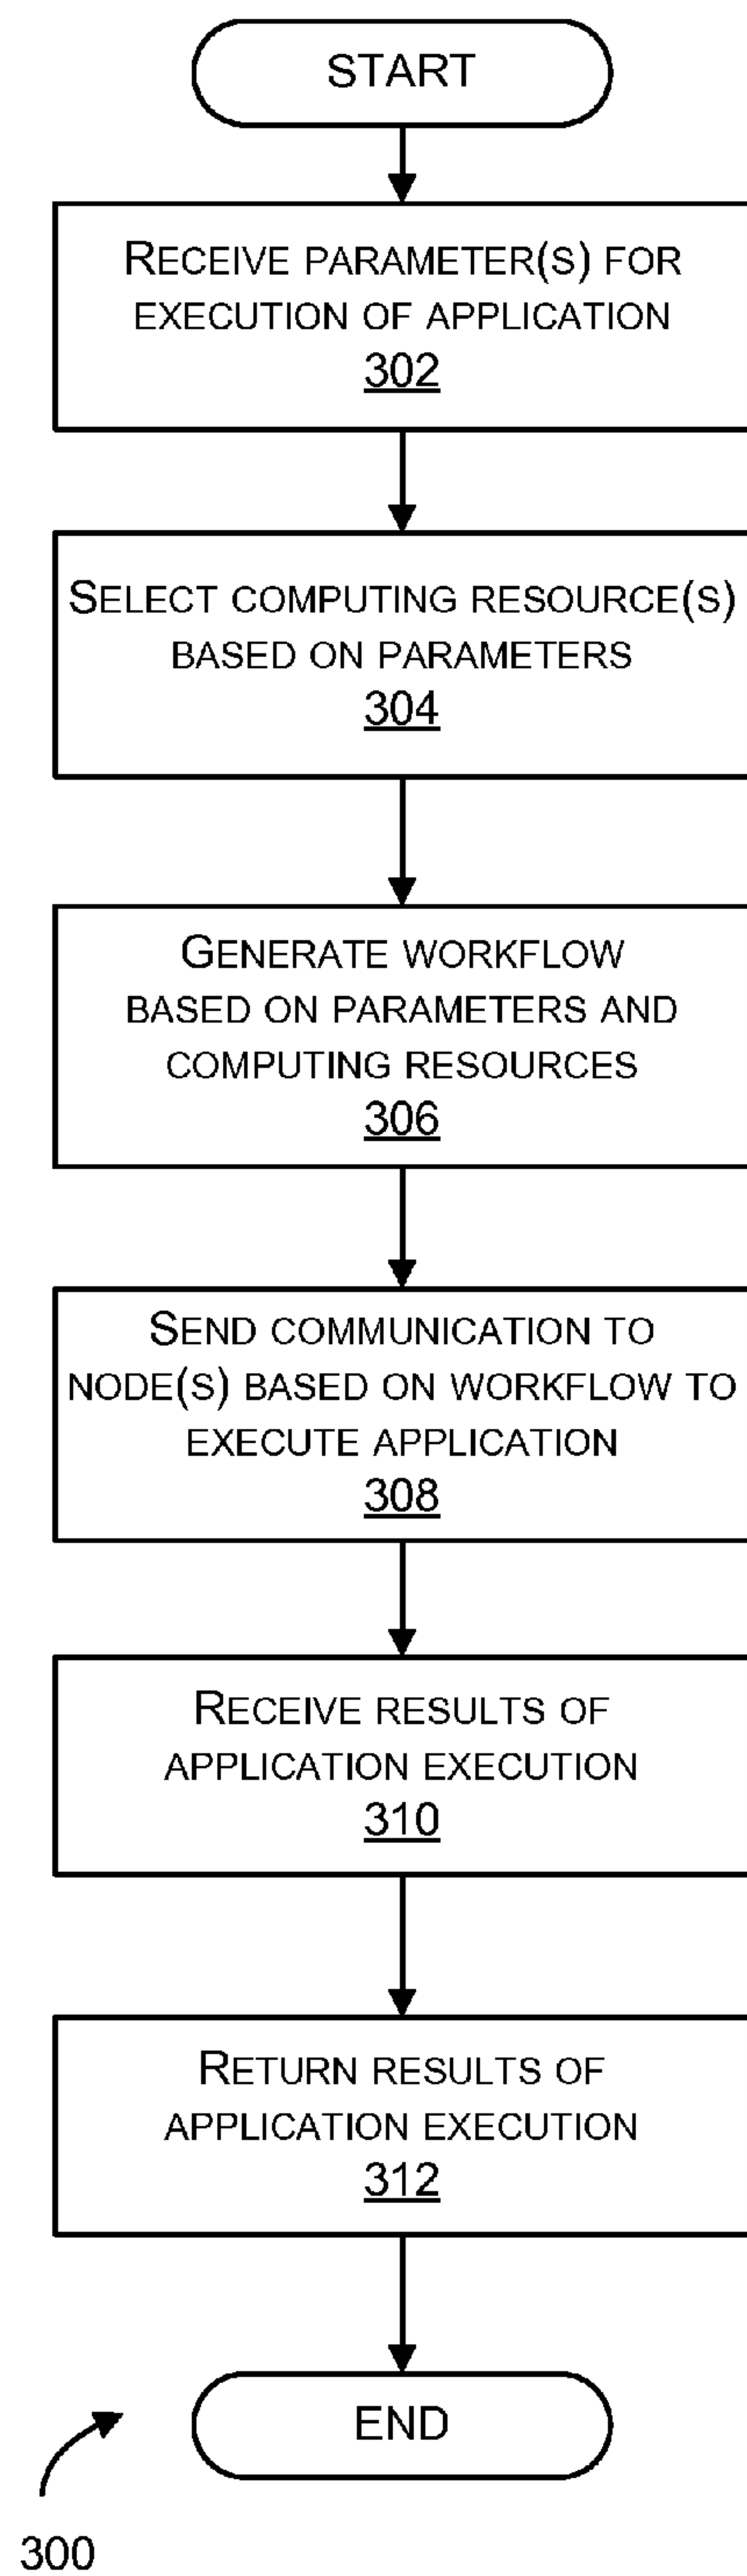 START
RECEIVE PARAMETER(S) FOR
EXECUTION OF APPLICATION
302
SELECT COMPUTING RESOURCE(S)
BASED ON PARAMETERS
304
GENERATE WORKFLOW
BASED ON PARAMETERS AND
COMPUTING RESOURCES
306
SEND COMMUNICATION TO
NODE(S) BASED ON WORKFLOW TO
EXECUTE APPLICATION
308
RECEIVE RESULTS OF
APPLICATION EXECUTION
310
RETURN RESULTS OF
APPLICATION EXECUTION
312
END
300